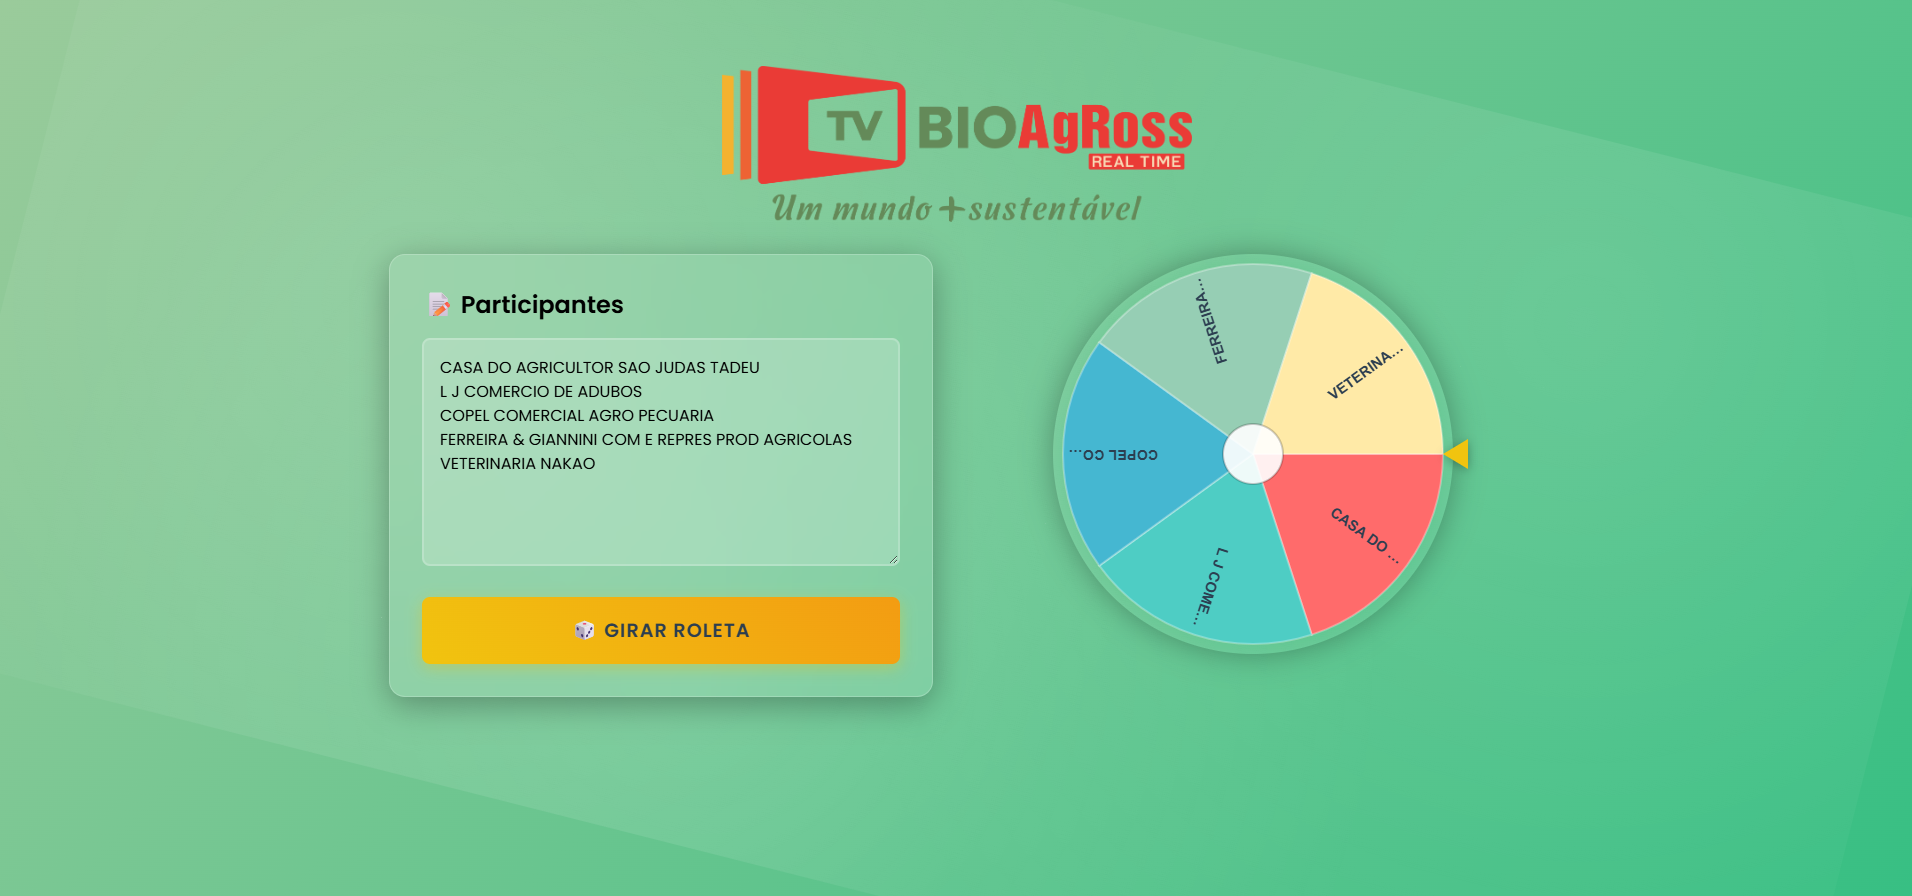 TV BIOAgRoss
REAL TIME
Um mundo + sustentável
Participantes
CASA DO AGRICULTOR SAO JUDAS TADEU
L J COMERCIO DE ADUBOS
COPEL COMERCIAL AGRO PECUARIA
FERREIRA & GIANNINI COM E REPRES PROD AGRICOLAS
VETERINARIA NAKAO
GIRAR ROLETA
FERREIRA...
VETERINA...
COPEL CO...
CASA DO ...
L J COME...